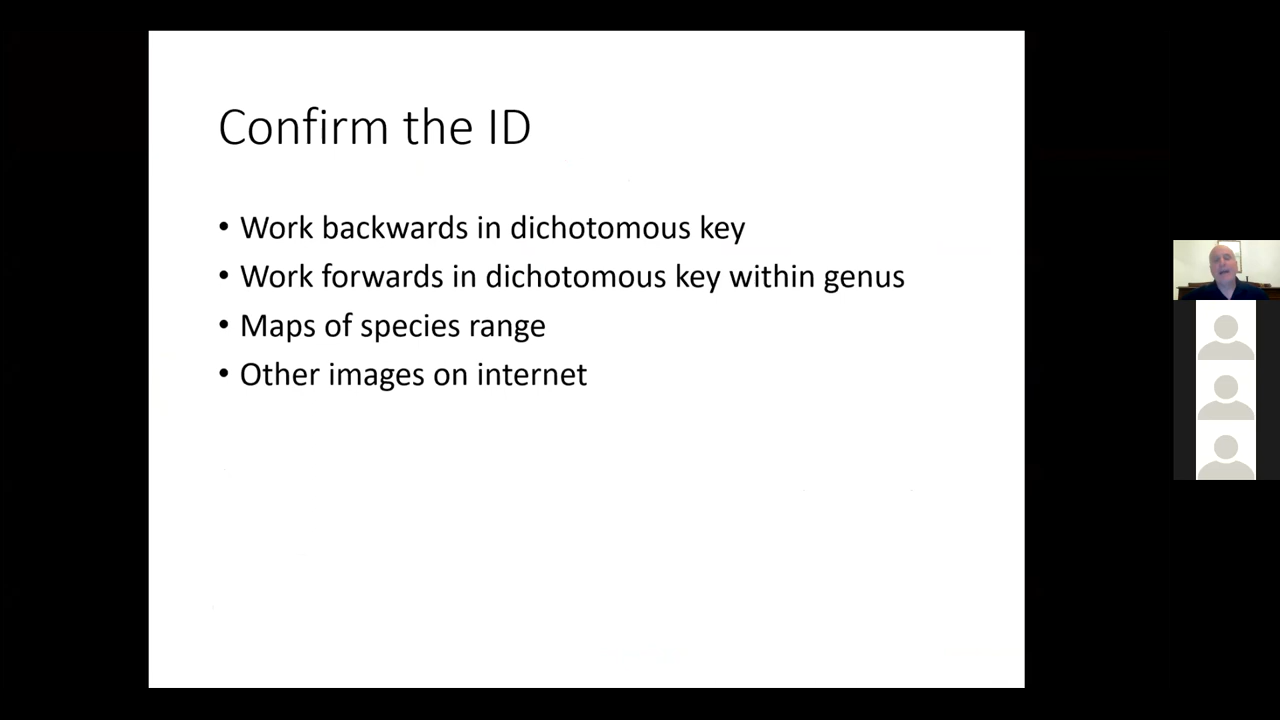 Confirm the ID
• Work backwards in dichotomous key
• Work forwards in dichotomous key within genus
• Maps of species range
• Other images on internet